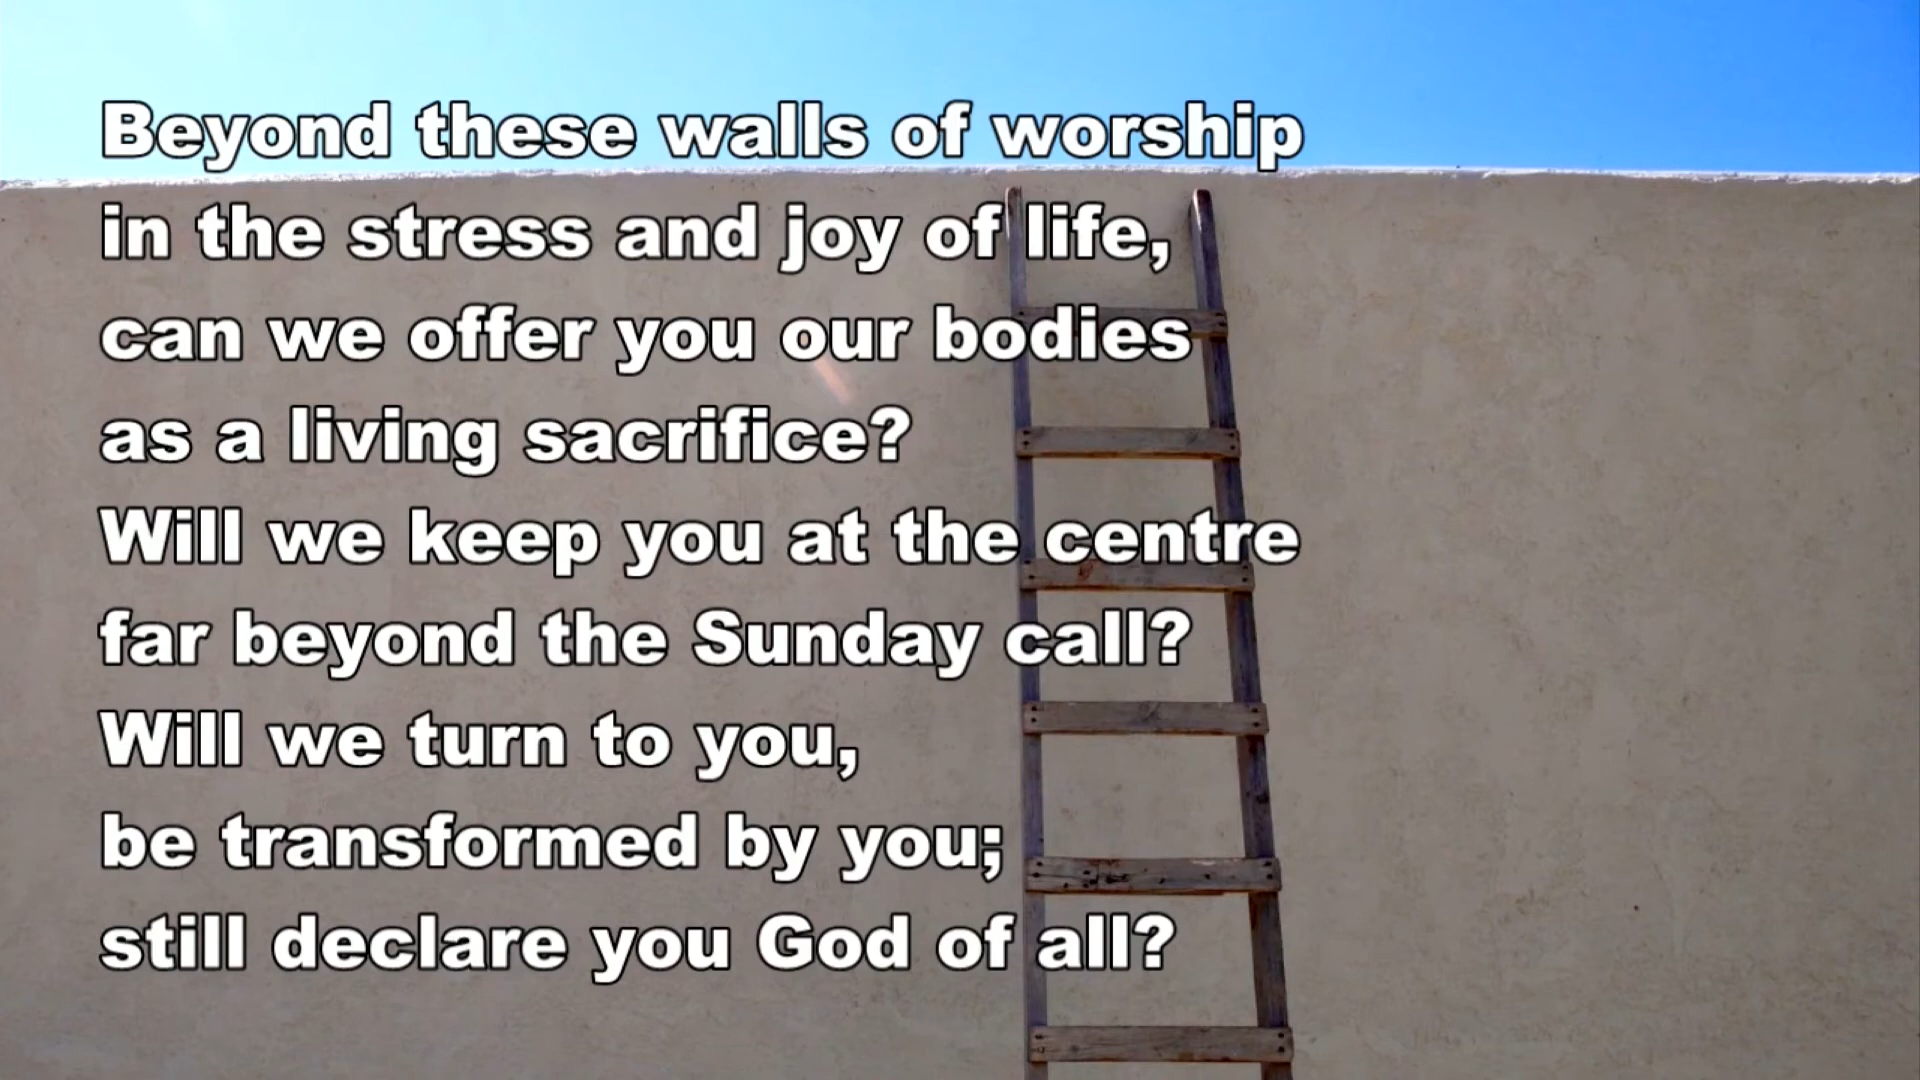 Beyond these walls of worship
in the stress and joy of life,
can we offer you our bodies
as a living sacrifice?
Will we keep you at the centre
far beyond the Sunday call?
Will we turn to you,
be transformed by you;
still declare you God of all?